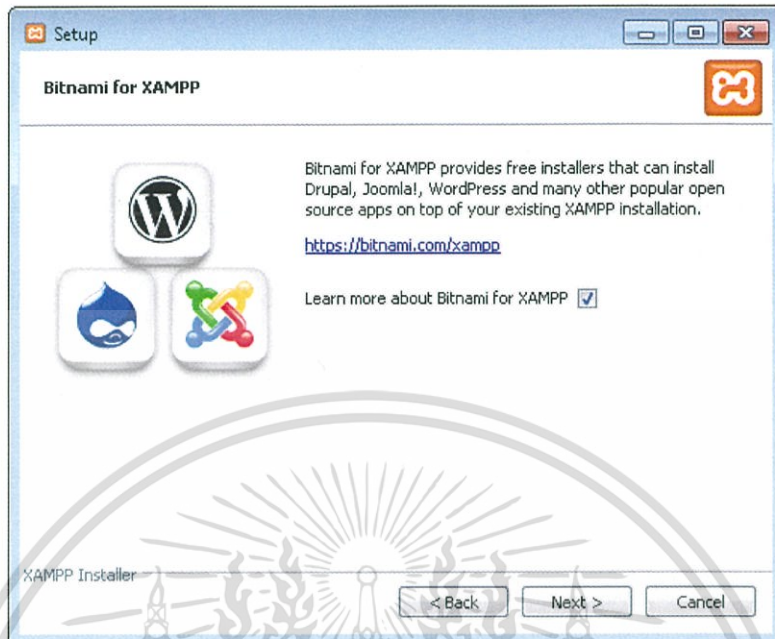 Setup
Bitnami for XAMPP
Bitnami for XAMPP provides free installers that can install
Drupal, Joomla!, WordPress and many other popular open
source apps on top of your existing XAMPP installation.
https://bitnami.com/xampp
Learn more about Bitnami for XAMPP
XAMPP Installer
< Back Next > Cancel